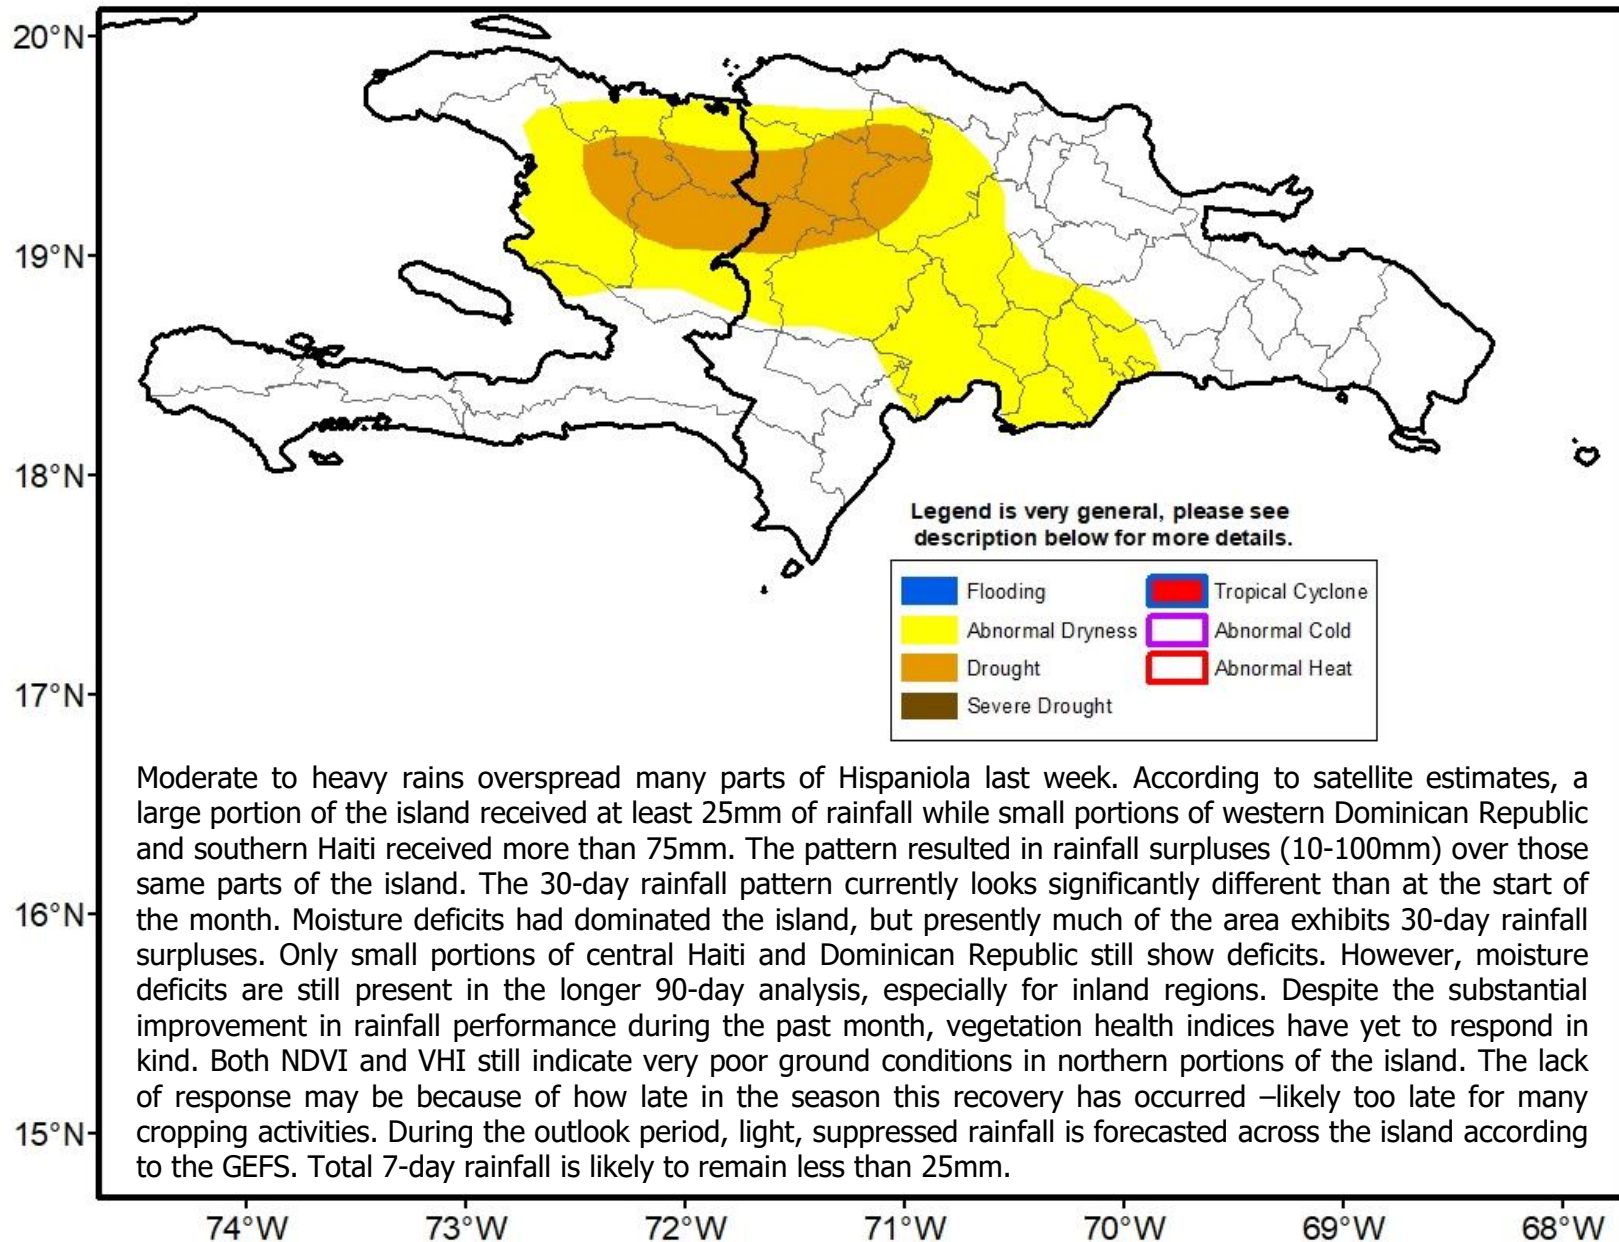 20°N
19°N
18°N
17°N
16°N
15°N
Legend is very general, please see
description below for more details.
Flooding
Abnormal Dryness
Drought
Severe Drought
Tropical Cyclone
Abnormal Cold
Abnormal Heat
Moderate to heavy rains overspread many parts of Hispaniola last week. According to satellite estimates, a
large portion of the island received at least 25mm of rainfall while small portions of western Dominican Republic
and southern Haiti received more than 75mm. The pattern resulted in rainfall surpluses (10-100mm) over those
same parts of the island. The 30-day rainfall pattern currently looks significantly different than at the start of
the month. Moisture deficits had dominated the island, but presently much of the area exhibits 30-day rainfall
surpluses. Only small portions of central Haiti and Dominican Republic still show deficits. However, moisture
deficits are still present in the longer 90-day analysis, especially for inland regions. Despite the substantial
improvement in rainfall performance during the past month, vegetation health indices have yet to respond in
kind. Both NDVI and VHI still indicate very poor ground conditions in northern portions of the island. The lack
of response may be because of how late in the season this recovery has occurred –likely too late for many
cropping activities. During the outlook period, light, suppressed rainfall is forecasted across the island according
to the GEFS. Total 7-day rainfall is likely to remain less than 25mm.
74°W
73°W
72°W
71°W
70°W
69°W
68°W